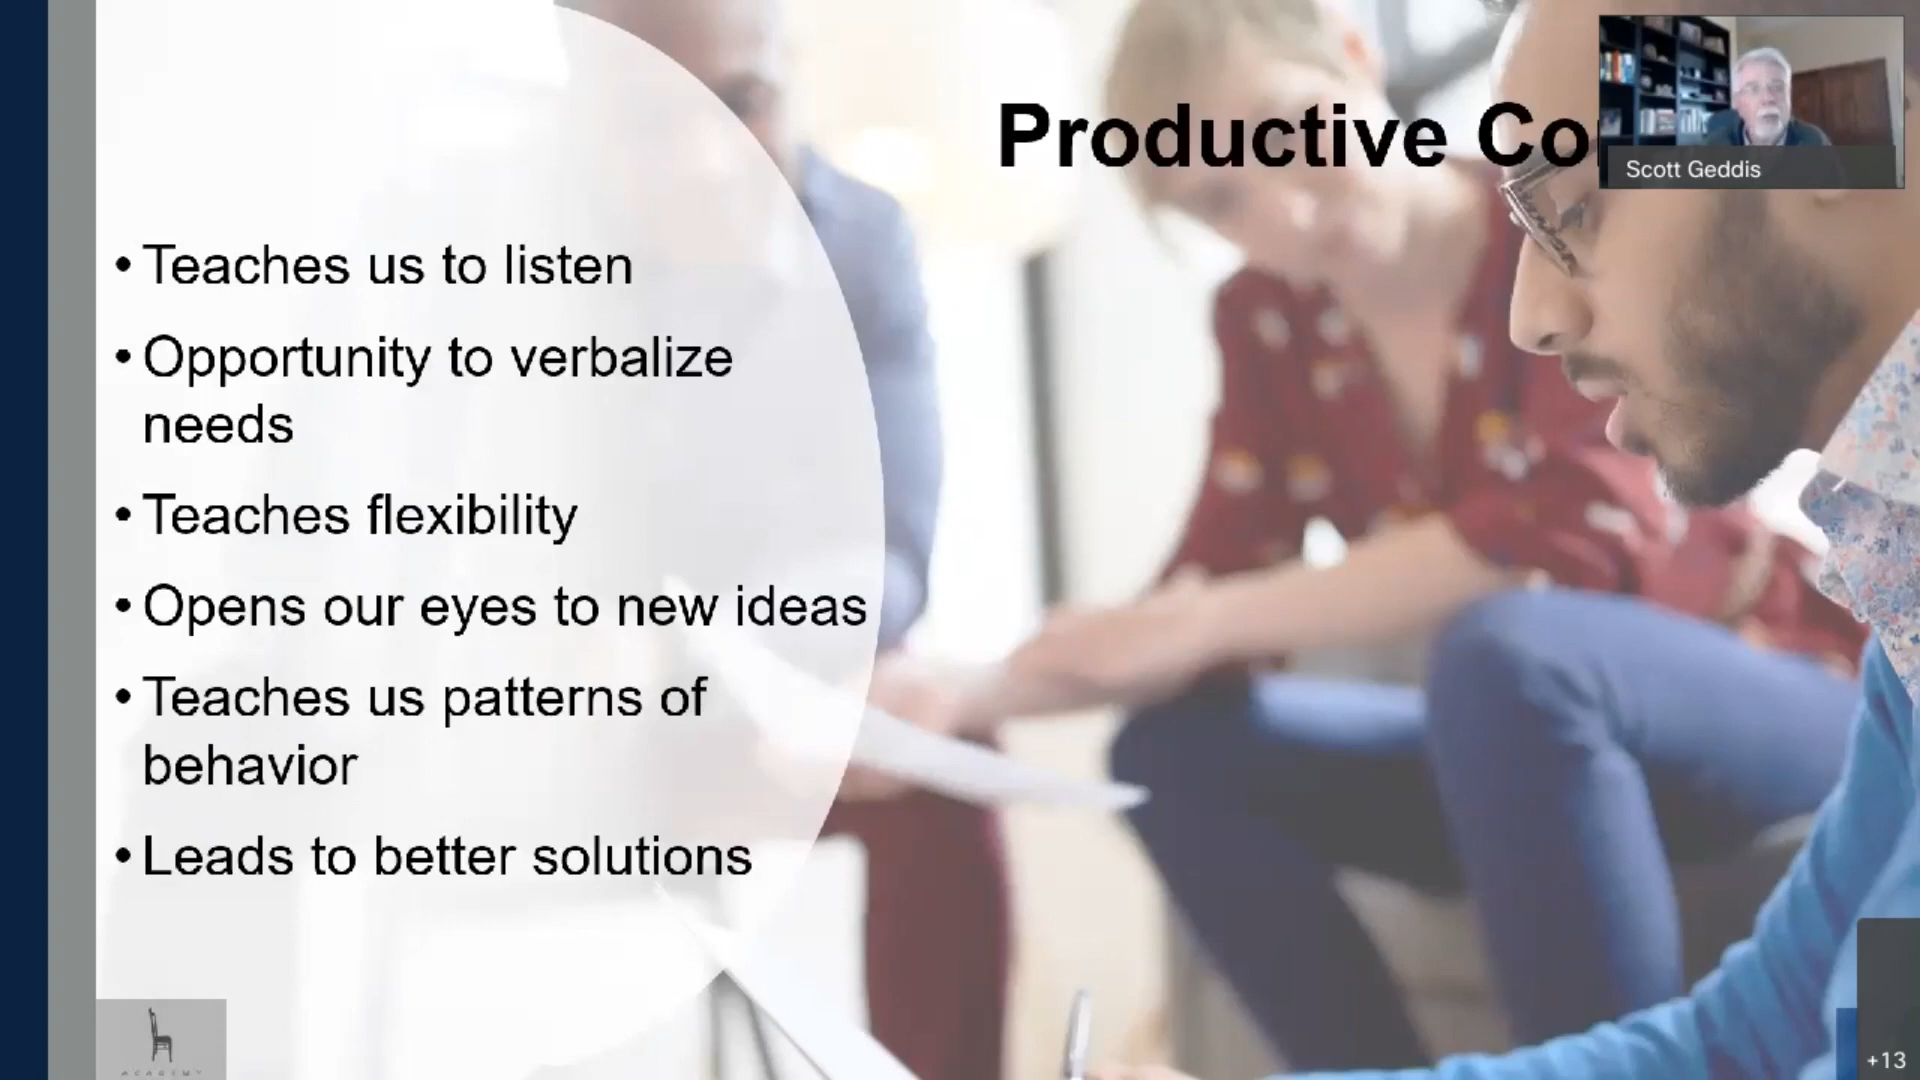 Productive Co
Scott Geddis
• Teaches us to listen
• Opportunity to verbalize
needs
• Teaches flexibility
• Opens our eyes to new ideas
• Teaches us patterns of
behavior
• Leads to better solutions
ACADEMY
+13